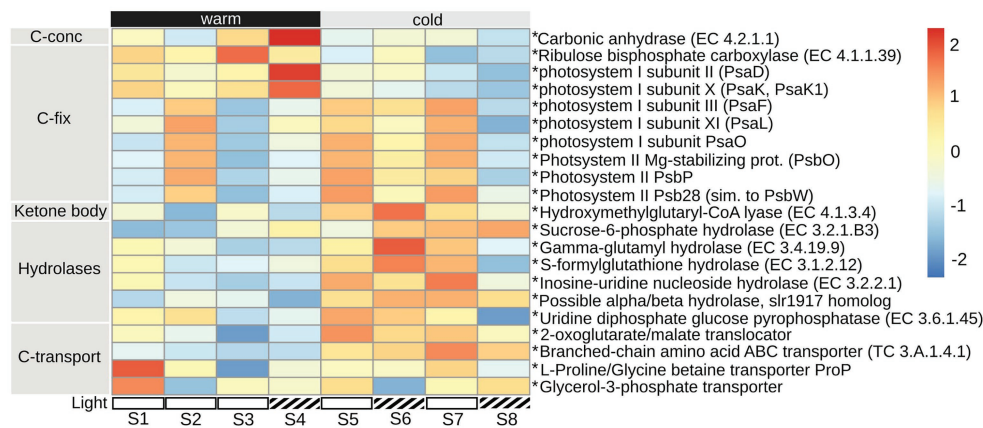 warm cold
C-conc
C-fix
Ketone body
Hydrolases
C-transport
*Carbonic anhydrase (EC 4.2.1.1)
*Ribulose bisphosphate carboxylase (EC 4.1.1.39)
*photosystem I subunit II (PsaD)
*photosystem I subunit X (PsaK, PsaK1)
*photosystem I subunit III (PsaF)
*photosystem I subunit XI (PsaL)
*photosystem I subunit PsaO
*Photsystem II Mg-stabilizing prot. (PsbO)
*Photosystem II PsbP
*Photosystem II Psb28 (sim. to PsbW)
*Hydroxymethylglutaryl-CoA lyase (EC 4.1.3.4)
*Sucrose-6-phosphate hydrolase (EC 3.2.1.B3)
*Gamma-glutamyl hydrolase (EC 3.4.19.9)
*S-formylglutathione hydrolase (EC 3.1.2.12)
*Inosine-uridine nucleoside hydrolase (EC 3.2.2.1)
*Possible alpha/beta hydrolase, slr1917 homolog
*Uridine diphosphate glucose pyrophosphatase (EC 3.6.1.45)
*2-oxoglutarate/malate translocator
*Branched-chain amino acid ABC transporter (TC 3.A.1.4.1)
*L-Proline/Glycine betaine transporter ProP
*Glycerol-3-phosphate transporter
2
1
0
-1
-2
Light
S1 S2 S3 S4 S5 S6 S7 S8